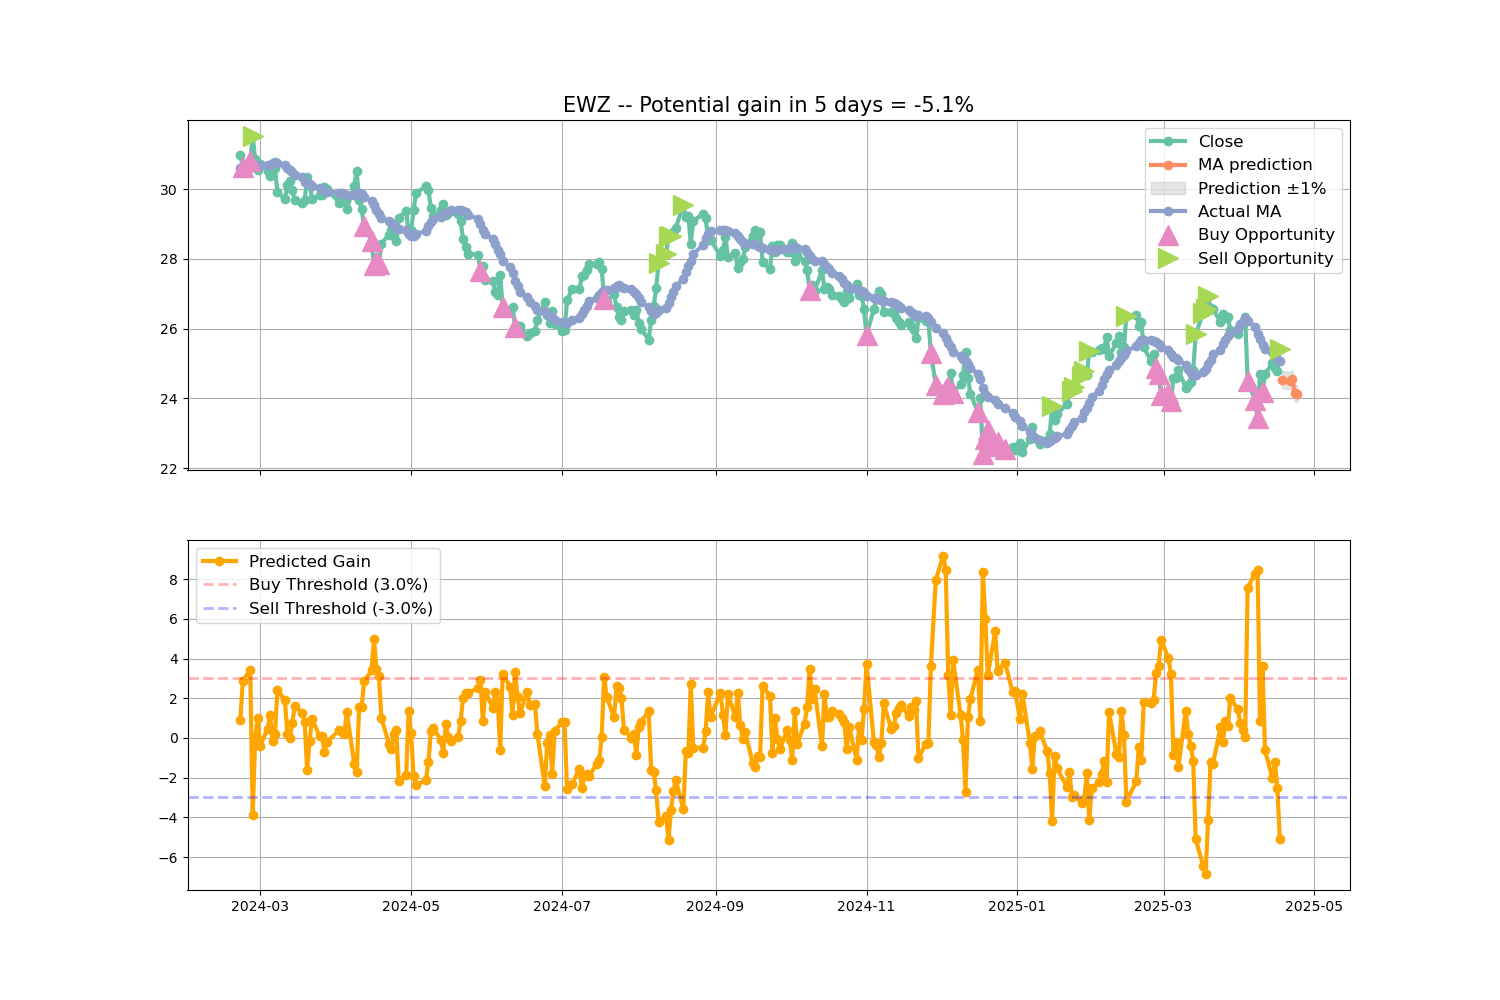 EWZ -- Potential gain in 5 days = -5.1%
30
28
26
24
22
Close
MA prediction
Prediction ±1%
Actual MA
Buy Opportunity
Sell Opportunity
8
6
4
2
0
−2
−4
−6
Predicted Gain
Buy Threshold (3.0%)
Sell Threshold (-3.0%)
2024-03 2024-05 2024-07 2024-09 2024-11 2025-01 2025-03 2025-05